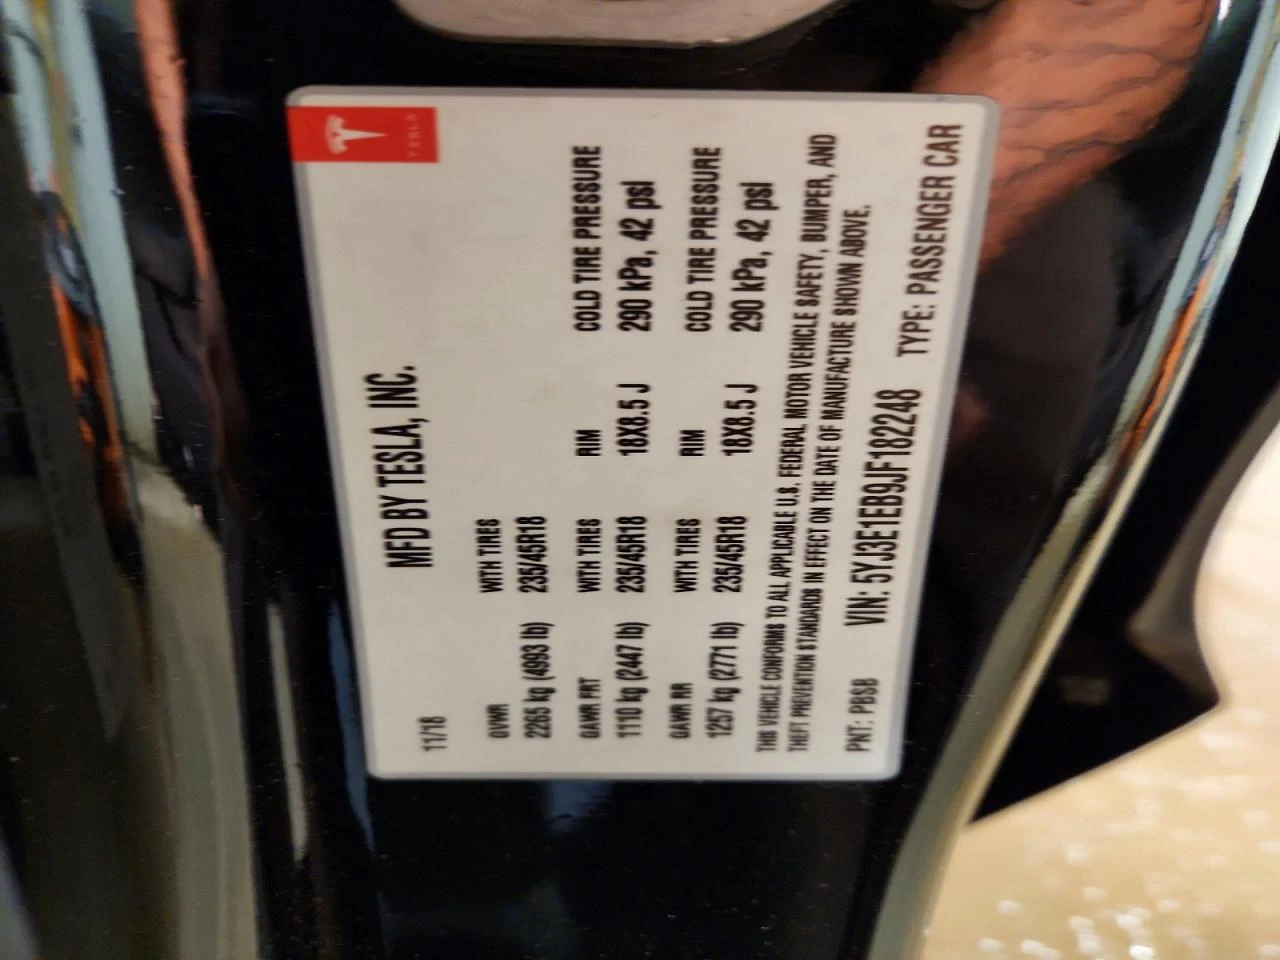 TESLA
MFD BY TESLA, INC.
11/18
GVWR WITH TIRES
2265 kg (4993 lb) 235/45R18
GAWR FRT WITH TIRES RIM COLD TIRE PRESSURE
1110 kg (2447 lb) 235/45R18 18X8.5 J 290 kPa, 42 psi
GAWR RR WITH TIRES RIM COLD TIRE PRESSURE
1257 kg (2771 lb) 235/45R18 18X8.5 J 290 kPa, 42 psi
THIS VEHICLE CONFORMS TO ALL APPLICABLE U.S. FEDERAL MOTOR VEHICLE SAFETY, BUMPER, AND
THEFT PREVENTION STANDARDS IN EFFECT ON THE DATE OF MANUFACTURE SHOWN ABOVE.
PNT: PBSB VIN: 5YJ3E1EB9JF182248 TYPE: PASSENGER CAR